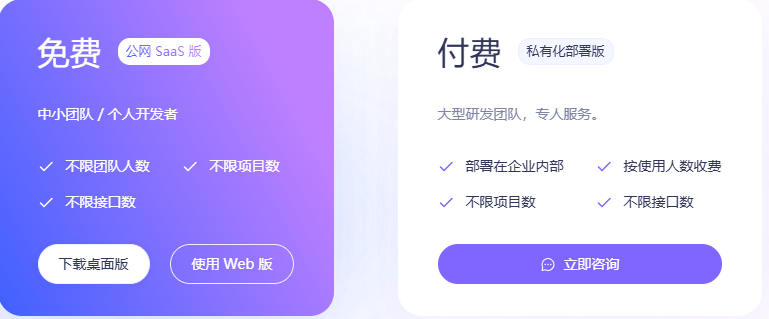 免费 公网 SaaS 版
中小团队 / 个人开发者
不限团队人数 不限项目数
不限接口数
下载桌面版 使用 Web 版
付费 私有化部署版
大型研发团队，专人服务。
部署在企业内部 按使用人数收费
不限项目数 不限接口数
立即咨询